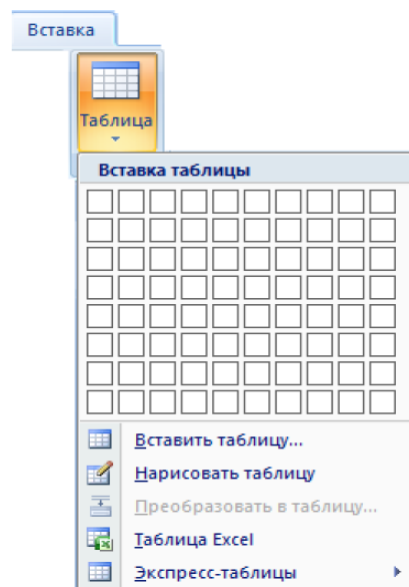 Вставка
Таблица
Вставка таблицы
Вставить таблицу...
Нарисовать таблицу
Преобразовать в таблицу...
Таблица Excel
Экспресс-таблицы